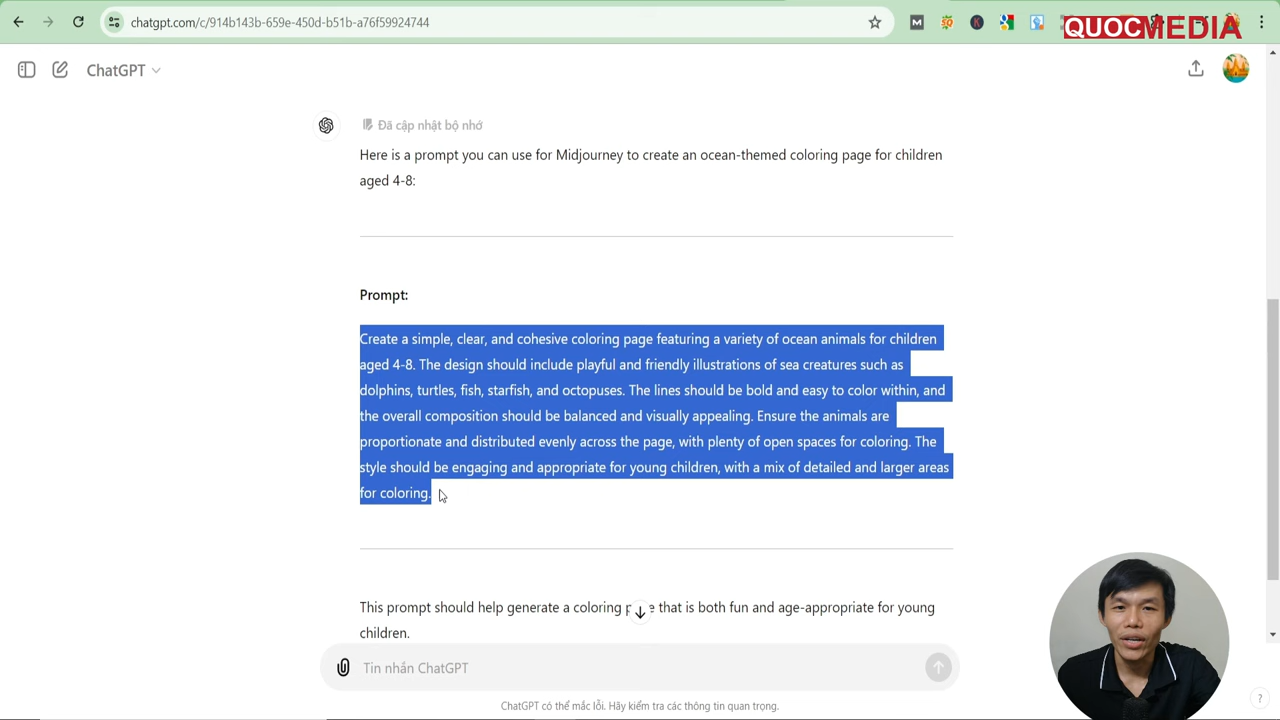 chatgpt.com/c/914b143b-659e-450d-b51b-a76f59924744
QUOCMEDIA
ChatGPT
Đã cập nhật bộ nhớ
Here is a prompt you can use for Midjourney to create an ocean-themed coloring page for children
aged 4-8:
Prompt:
Create a simple, clear, and cohesive coloring page featuring a variety of ocean animals for children
aged 4-8. The design should include playful and friendly illustrations of sea creatures such as
dolphins, turtles, fish, starfish, and octopuses. The lines should be bold and easy to color within, and
the overall composition should be balanced and visually appealing. Ensure the animals are
proportionate and distributed evenly across the page, with plenty of open spaces for coloring. The
style should be engaging and appropriate for young children, with a mix of detailed and larger areas
for coloring.
This prompt should help generate a coloring p e that is both fun and age-appropriate for young
children.
Tin nhắn ChatGPT
ChatGPT có thể mắc lỗi. Hãy kiểm tra các thông tin quan trọng.
?